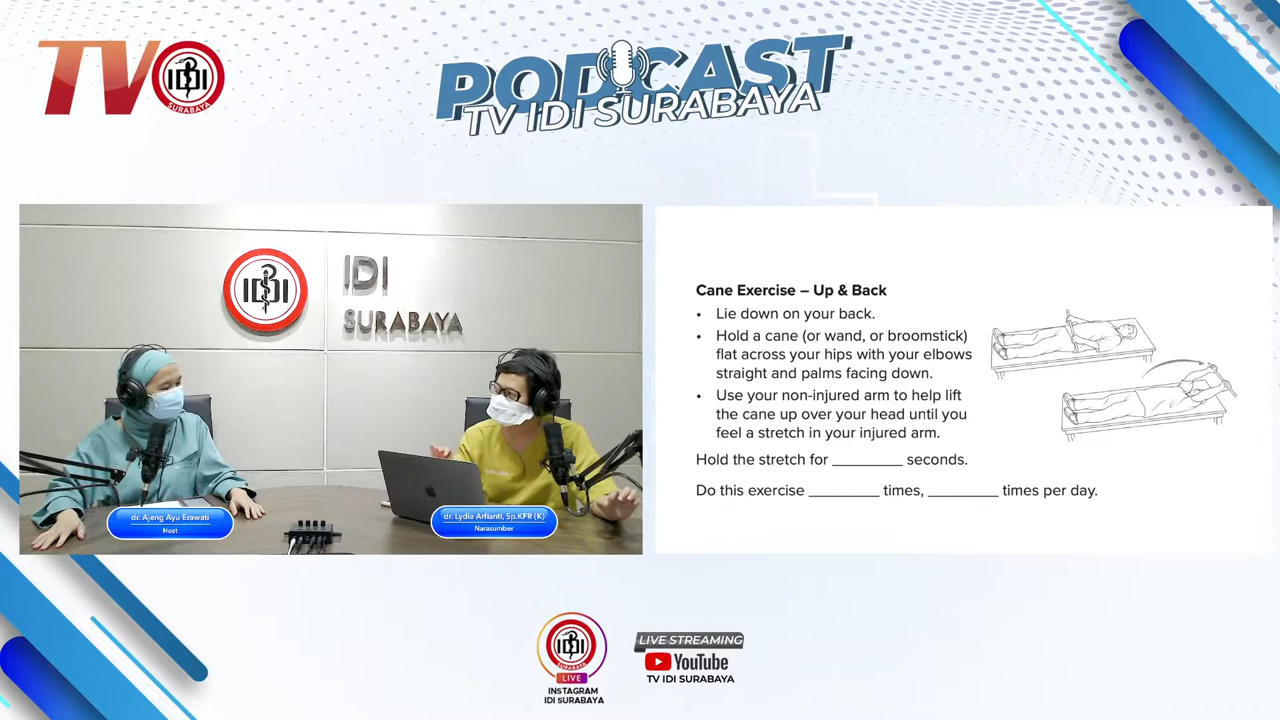 TV IDI
SURABAYA
PODCAST
TV IDI SURABAYA
IDI
IDI
SURABAYA
dr. Ajeng Ayu Erawati
Host
dr. Lydia Arfianti, Sp.KFR (K)
Narasumber
Cane Exercise – Up & Back
• Lie down on your back.
• Hold a cane (or wand, or broomstick)
flat across your hips with your elbows
straight and palms facing down.
• Use your non-injured arm to help lift
the cane up over your head until you
feel a stretch in your injured arm.
Hold the stretch for _________ seconds.
Do this exercise _________ times, _________ times per day.
IDI
SURABAYA
LIVE
INSTAGRAM
IDI SURABAYA
LIVE STREAMING
YouTube
TV IDI SURABAYA